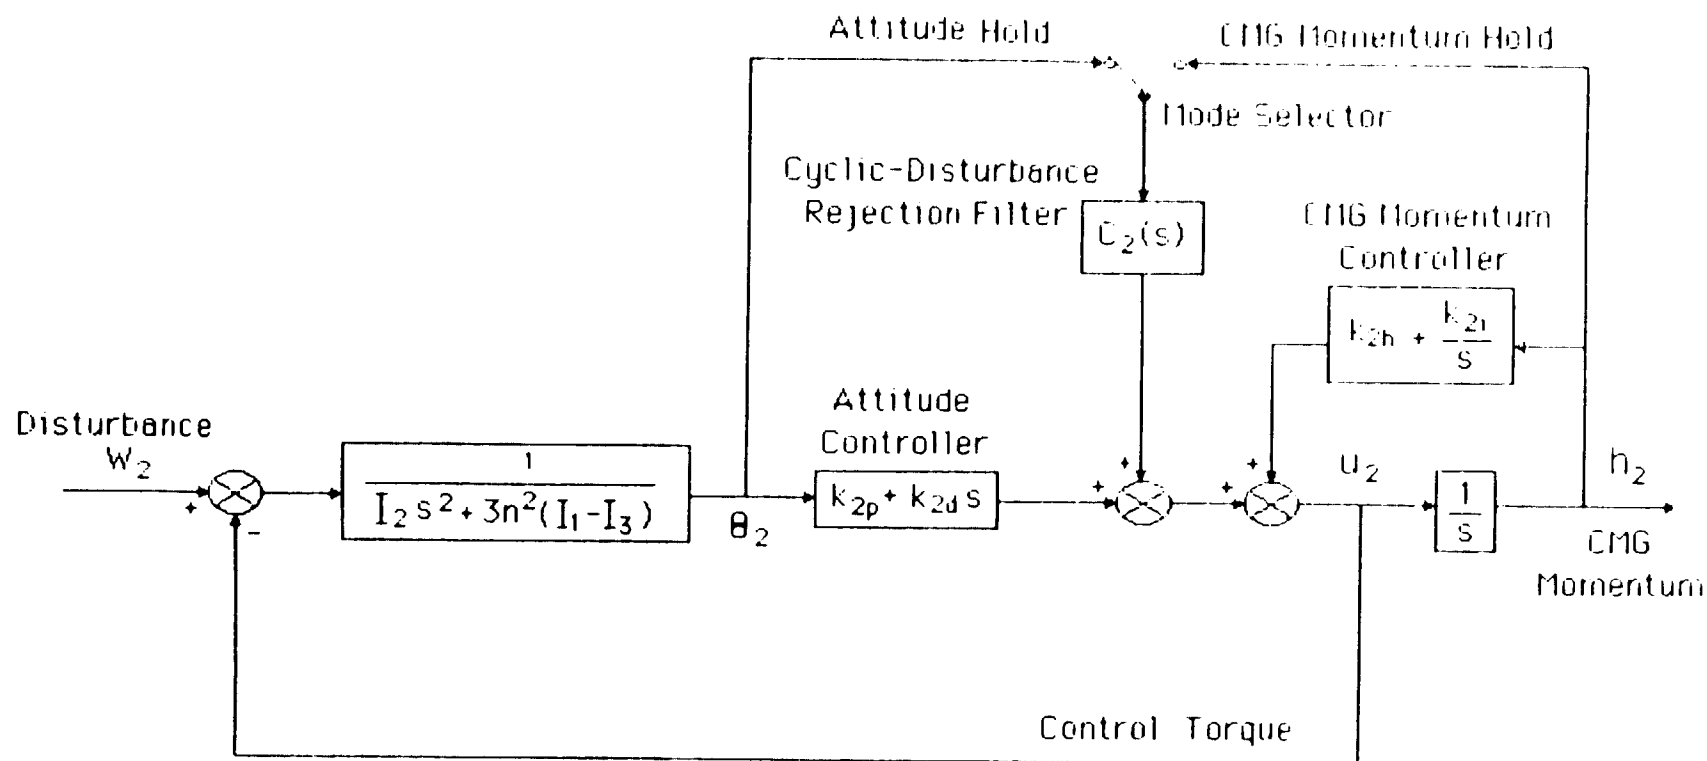 Attitude Hold
CMG Momentum Hold
Mode Selector
Cyclic-Disturbance
Rejection Filter
C₂(s)
CMG Momentum
Controller
k₂ₕ + k₂ᵢ/s
Attitude
Controller
k₂ₚ + k₂d s
Disturbance
W₂
+
-
1/(I₂s² + 3n²(I₁-I₃))
θ₂
+
+
+
+
u₂
1/s
h₂
CMG
Momentum
Control Torque